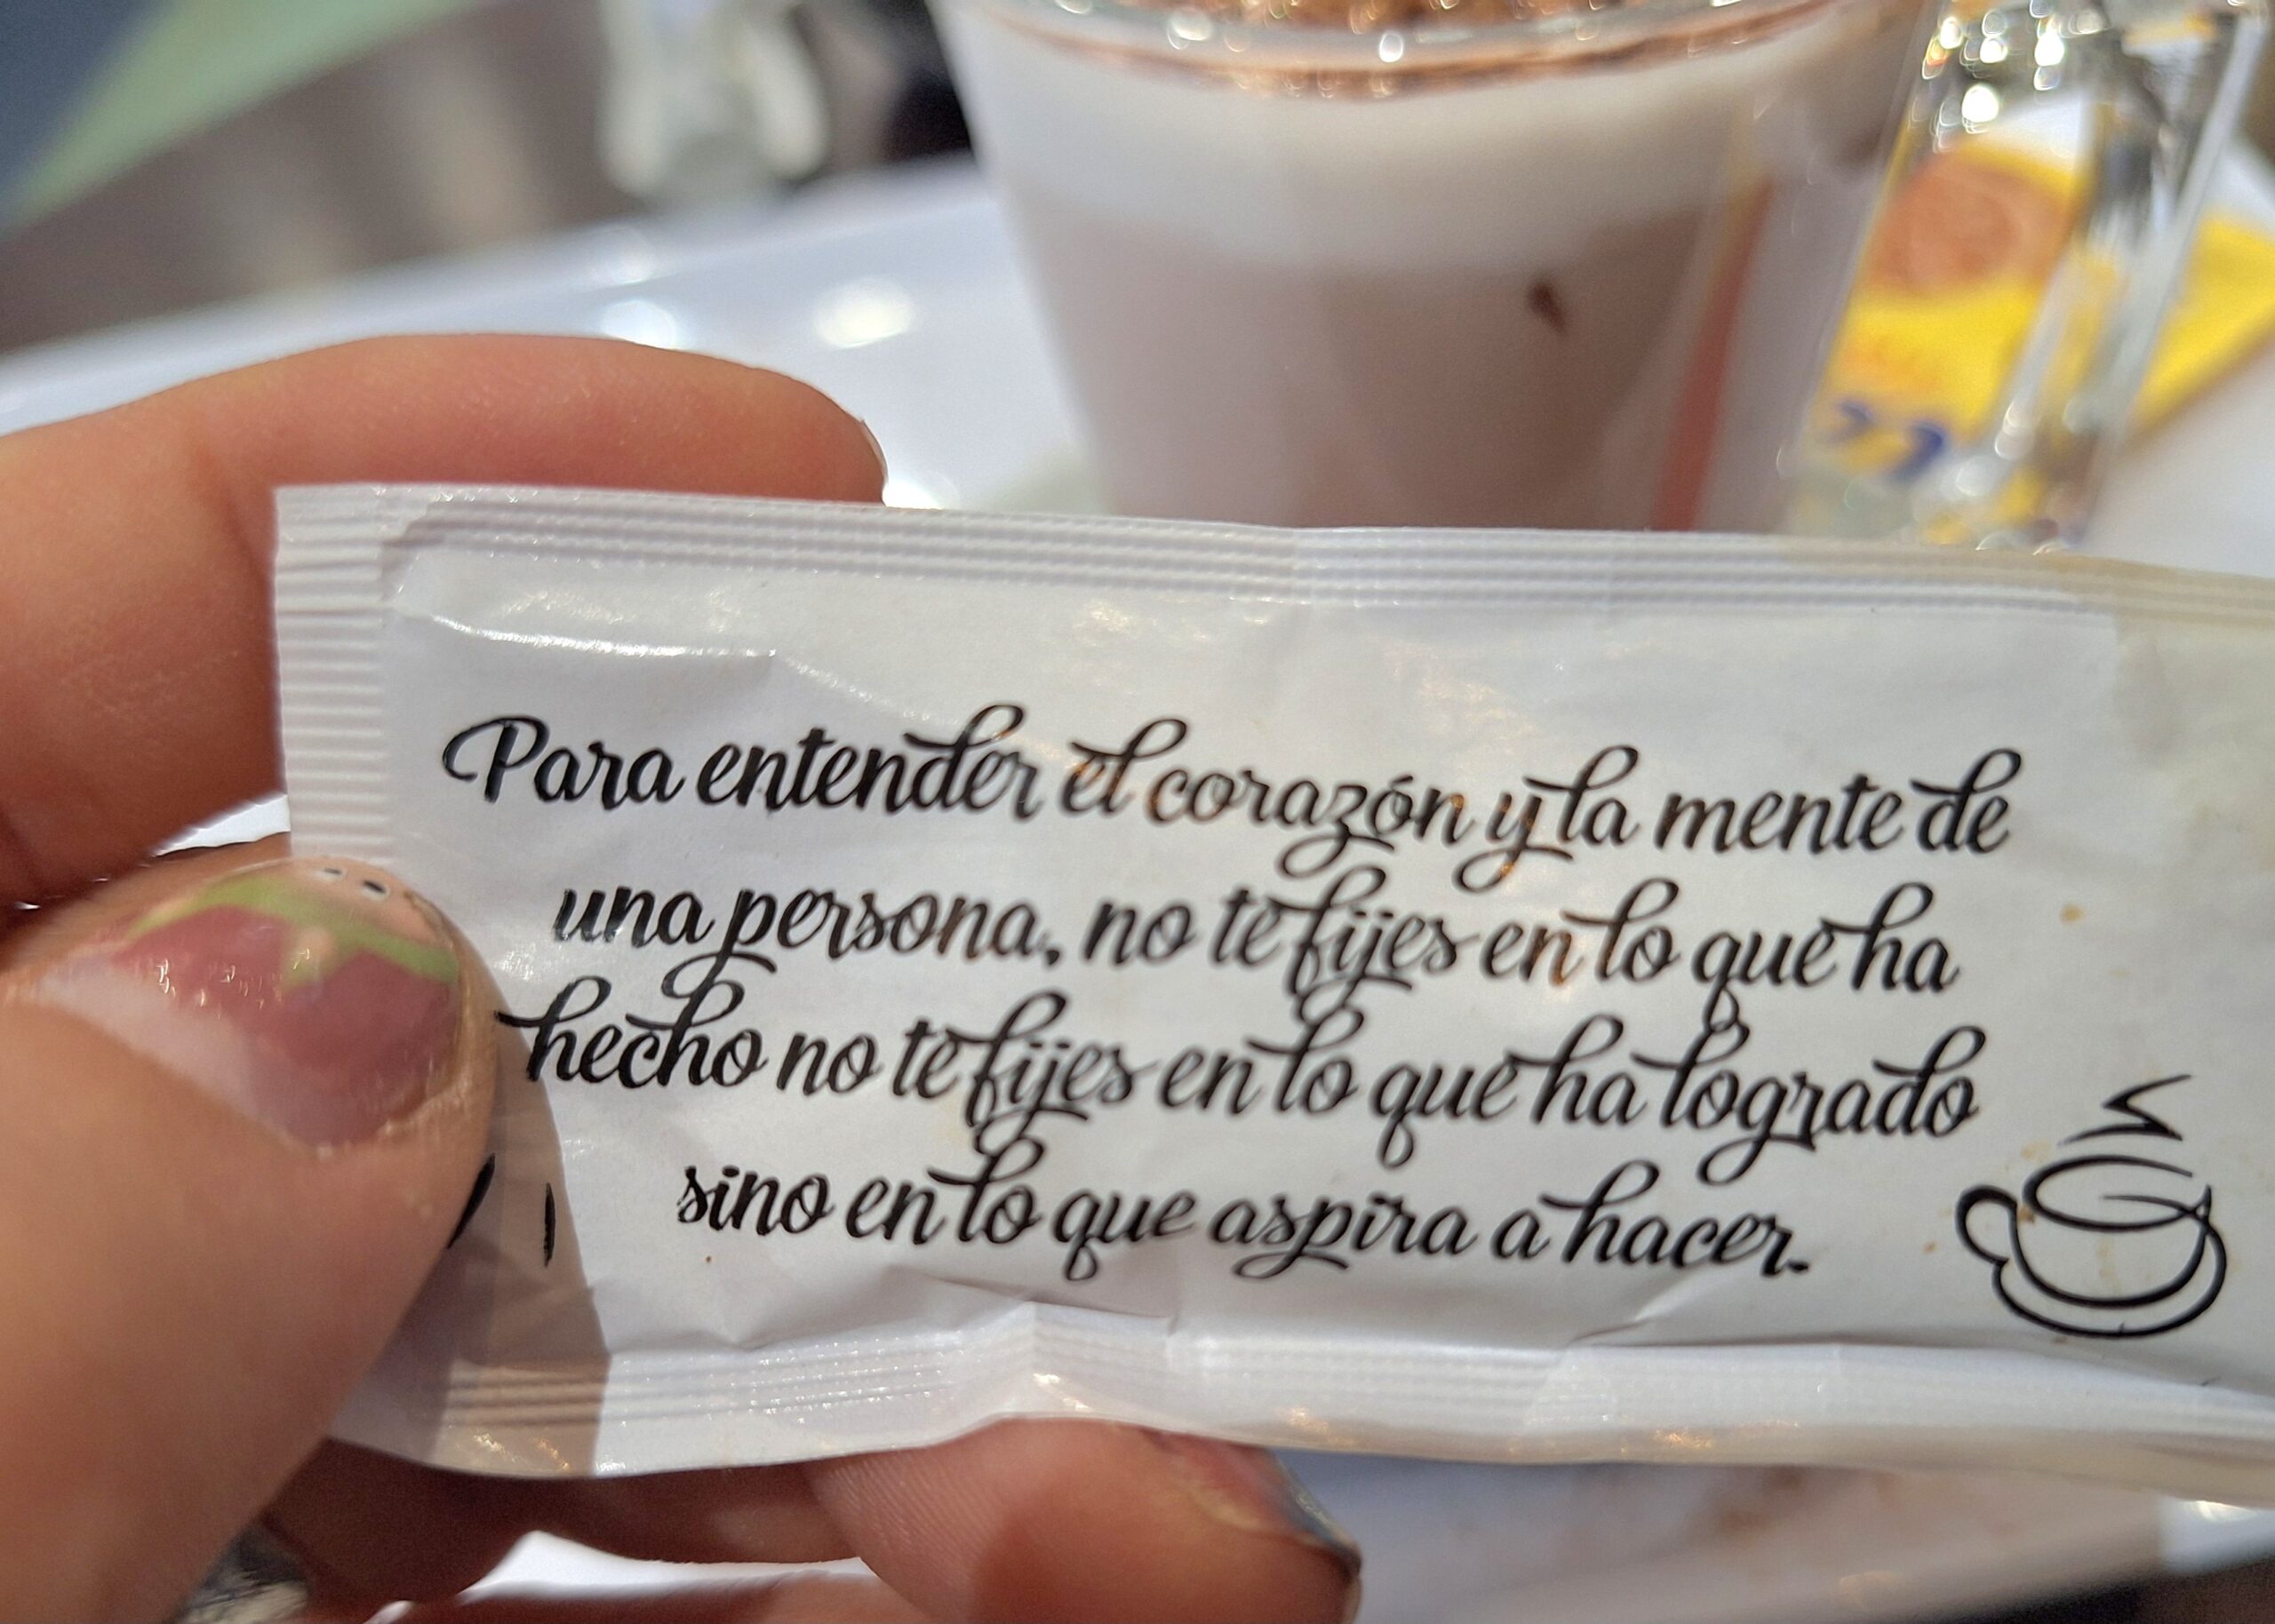 Para entender el corazón y la mente de
una persona, no te fijes en lo que ha
hecho no te fijes en lo que ha logrado
sino en lo que aspira a hacer.